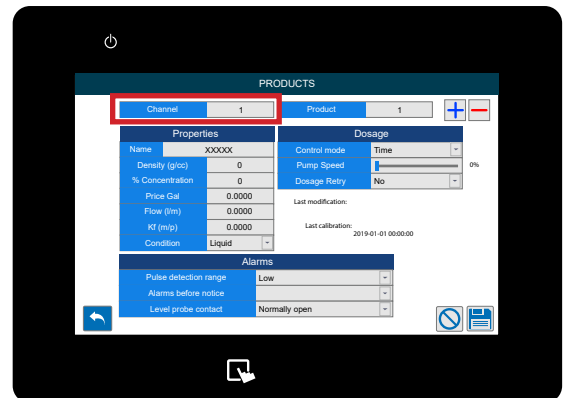 PRODUCTS
Channel 1 Product 1
Properties
Name XXXXX
Density (g/cc) 0
% Concentration 0
Price Gal 0.0000
Flow (l/m) 0.0000
Kf (m/p) 0.0000
Condition Liquid
Dosage
Control mode Time
Pump Speed 0%
Dosage Retry No
Last modification:
Last calibration:
2019-01-01 00:00:00
Alarms
Pulse detection range Low
Alarms before notice
Level probe contact Normally open